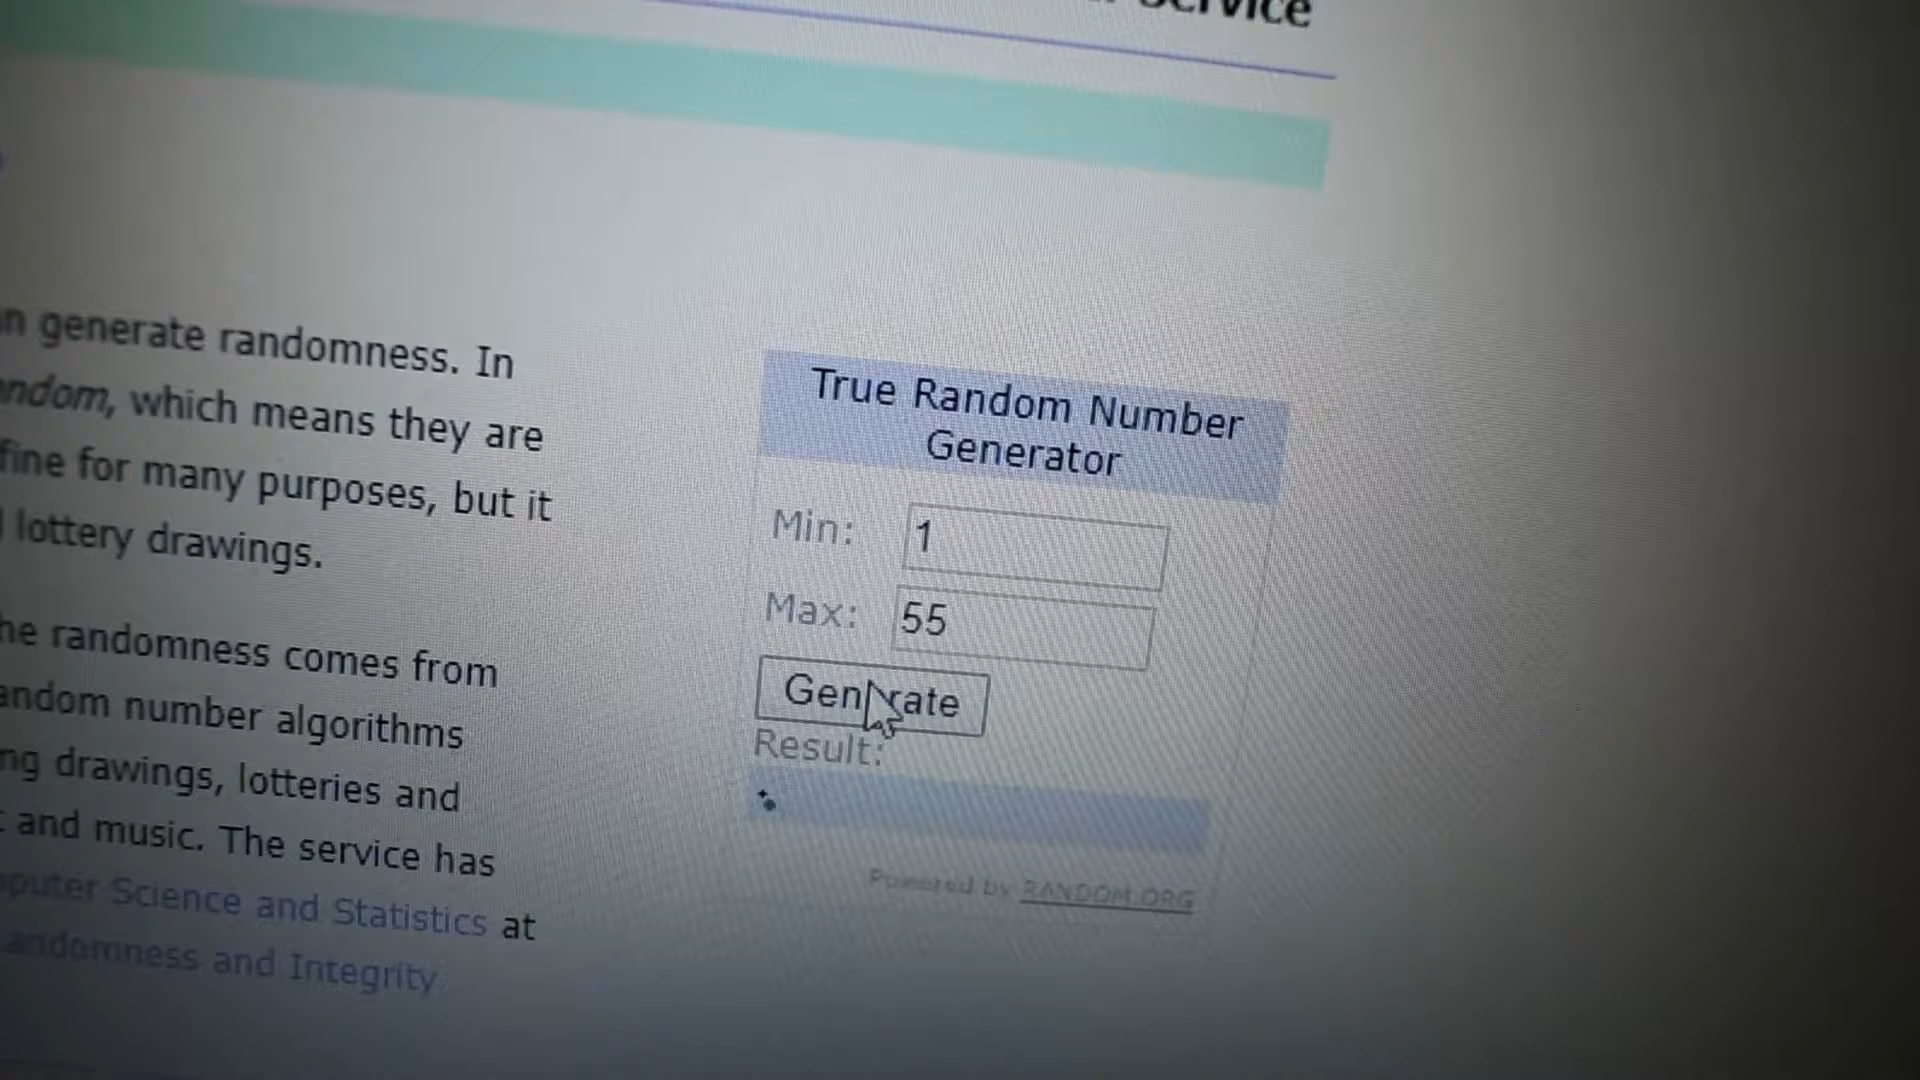 Service
n generate randomness. In
ndom, which means they are
fine for many purposes, but it
lottery drawings.
he randomness comes from
andom number algorithms
ng drawings, lotteries and
and music. The service has
puter Science and Statistics at
andomness and Integrity
True Random Number
Generator
Min: 1
Max: 55
Generate
Result:
Powered by RANDOM.ORG